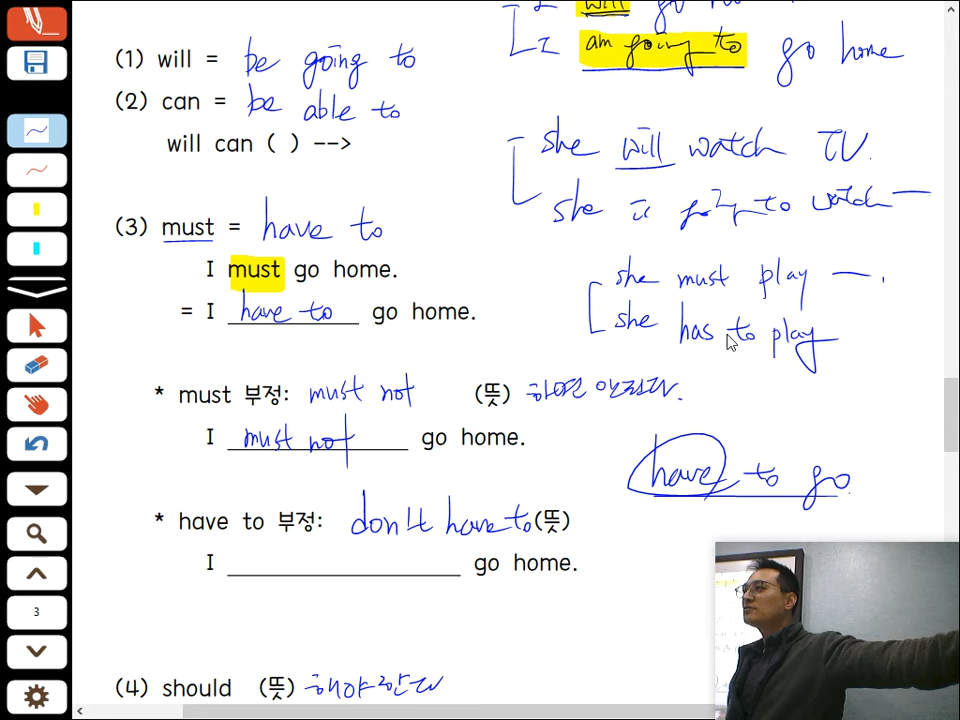 will go
I am going to go home
(1) will = be going to
(2) can = be able to
will can ( ) -->
she will watch TV.
she is going to watch —
(3) must = have to
I must go home.
= I have to go home.
she must play — .
she has to play
* must 부정: must not (뜻) 하면 안된다.
I must not go home.
have to go
* have to 부정: don't have to (뜻)
I ____________ go home.
(4) should (뜻) 해야한다
3